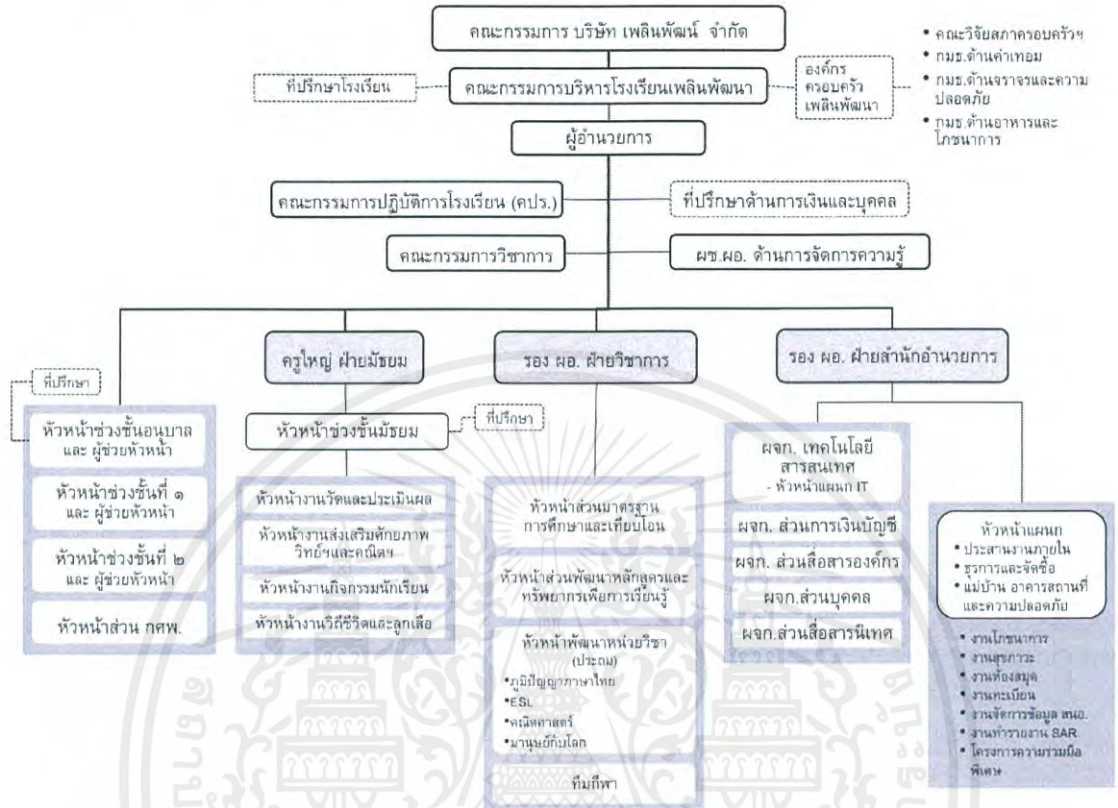 คณะกรรมการ บริษัท เพลินพัฒน์ จำกัด
ที่ปรึกษาโรงเรียน
คณะกรรมการบริหารโรงเรียนเพลินพัฒนา
องค์กร
ครอบครัว
เพลินพัฒนา
• คณะวิจัยสภาครอบครัวฯ
• กมธ.ด้านค่าเทอม
• กมธ.ด้านจราจรและความ
ปลอดภัย
• กมธ.ด้านอาหารและ
โภชนาการ
ผู้อำนวยการ
คณะกรรมการปฏิบัติการโรงเรียน (คปร.)
ที่ปรึกษาด้านการเงินและบุคคล
คณะกรรมการวิชาการ
ผช.ผอ. ด้านการจัดการความรู้
ครูใหญ่ ฝ่ายมัธยม
รอง ผอ. ฝ่ายวิชาการ
รอง ผอ. ฝ่ายสำนักอำนวยการ
ที่ปรึกษา
หัวหน้าช่วงชั้นอนุบาล
และ ผู้ช่วยหัวหน้า
หัวหน้าช่วงชั้นที่ ๑
และ ผู้ช่วยหัวหน้า
หัวหน้าช่วงชั้นที่ ๒
และ ผู้ช่วยหัวหน้า
หัวหน้าส่วน กศพ.
หัวหน้าช่วงชั้นมัธยม
ที่ปรึกษา
หัวหน้างานวัดและประเมินผล
หัวหน้างานส่งเสริมศักยภาพ
วิทย์ฯและคณิตฯ
หัวหน้างานกิจกรรมนักเรียน
หัวหน้างานวิถีชีวิตและลูกเสือ
หัวหน้าส่วนมาตรฐาน
การศึกษาและเทียบโอน
หัวหน้าส่วนพัฒนาหลักสูตรและ
ทรัพยากรเพื่อการเรียนรู้
หัวหน้าพัฒนาหน่วยวิชา
(ประถม)
•ภูมิปัญญาภาษาไทย
•ESL
•คณิตศาสตร์
•มานุษย์กับโลก
ทีมกีฬา
ผจก. เทคโนโลยี
สารสนเทศ
- หัวหน้าแผนก IT
ผจก. ส่วนการเงินบัญชี
ผจก. ส่วนสื่อสารองค์กร
ผจก.ส่วนบุคคล
ผจก.ส่วนสื่อสารนิเทศ
หัวหน้าแผนก
• ประสานงานภายใน
• ธุรการและจัดซื้อ
• แม่บ้าน อาคารสถานที่
และความปลอดภัย
• งานโภชนาการ
• งานสุขภาวะ
• งานห้องสมุด
• งานทะเบียน
• งานจัดการข้อมูล สนอ.
• งานทำรายงาน SAR
• โครงการความร่วมมือ
พิเศษ